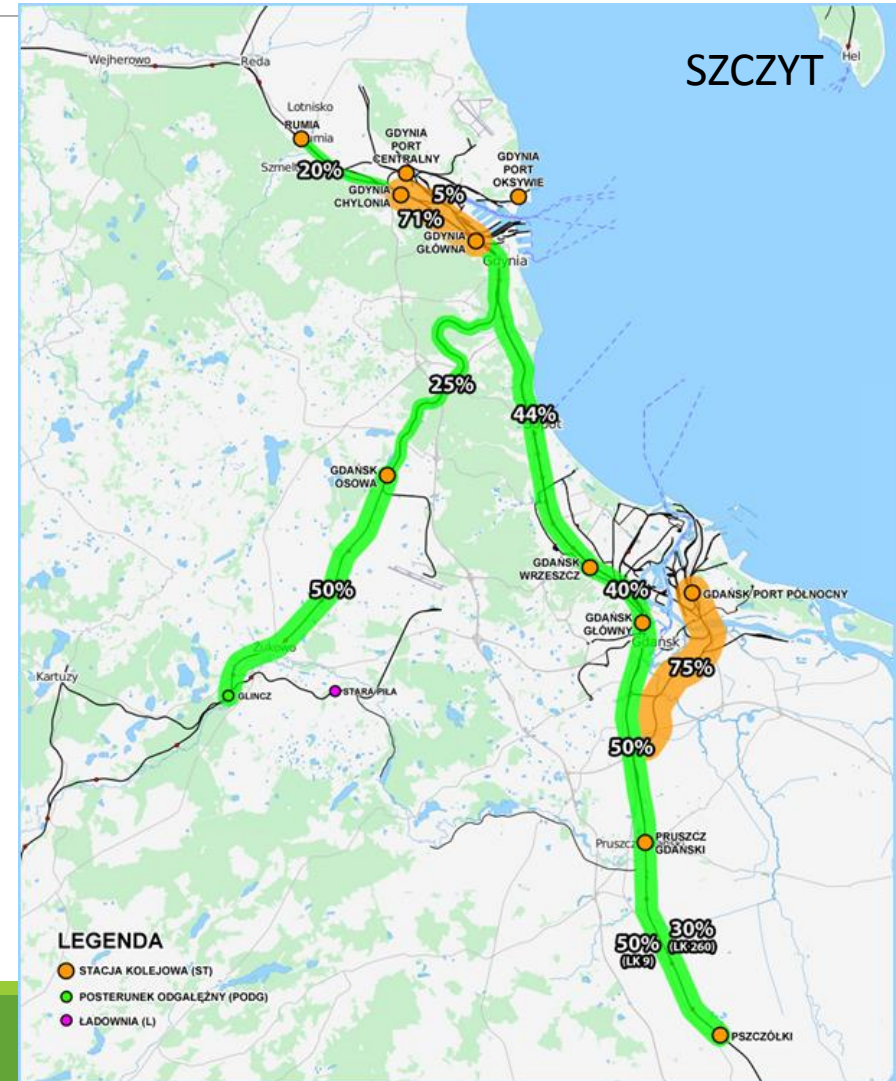 SZCZYT
Hel
Wejherowo
Reda
Lotnisko
RUMIA
GDYNIA
PORT
CENTRALNY
GDYNIA
PORT
OKSYWIE
20%
GDYNIA
CHYLONIA
5%
71%
GDYNIA
GŁÓWNA
Gdynia
25%
44%
GDAŃSK
OSOWA
GDAŃSK
WRZESZCZ
50%
40%
GDAŃSK PORT PÓŁNOCNY
GDAŃSK
GŁÓWNY
Gdańsk
Żukowo
75%
Kartuzy
GLINCZ
STARA PIŁA
50%
PRUSZCZ
GDAŃSKI
Pruszcz
30%
(LK 260)
50%
(LK 9)
PSZCZÓŁKI
LEGENDA
STACJA KOLEJOWA (ST)
POSTERUNEK ODGAŁĘŹNY (PODG)
ŁADOWNIA (L)